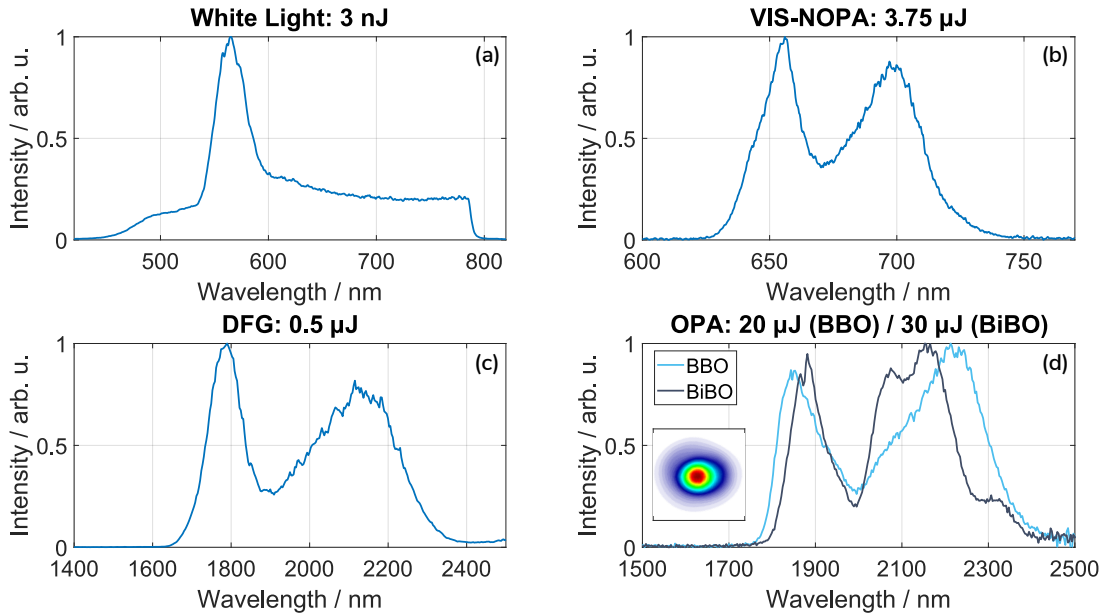 White Light: 3 nJ
(a)
1
0.5
0
Intensity / arb. u.
500 600 700 800
Wavelength / nm
VIS-NOPA: 3.75 µJ
(b)
1
0.5
0
Intensity / arb. u.
600 650 700 750
Wavelength / nm
DFG: 0.5 µJ
(c)
1
0.5
0
Intensity / arb. u.
1400 1600 1800 2000 2200 2400
Wavelength / nm
OPA: 20 µJ (BBO) / 30 µJ (BiBO)
(d)
BBO
BiBO
1
0.5
0
Intensity / arb. u.
1500 1700 1900 2100 2300 2500
Wavelength / nm